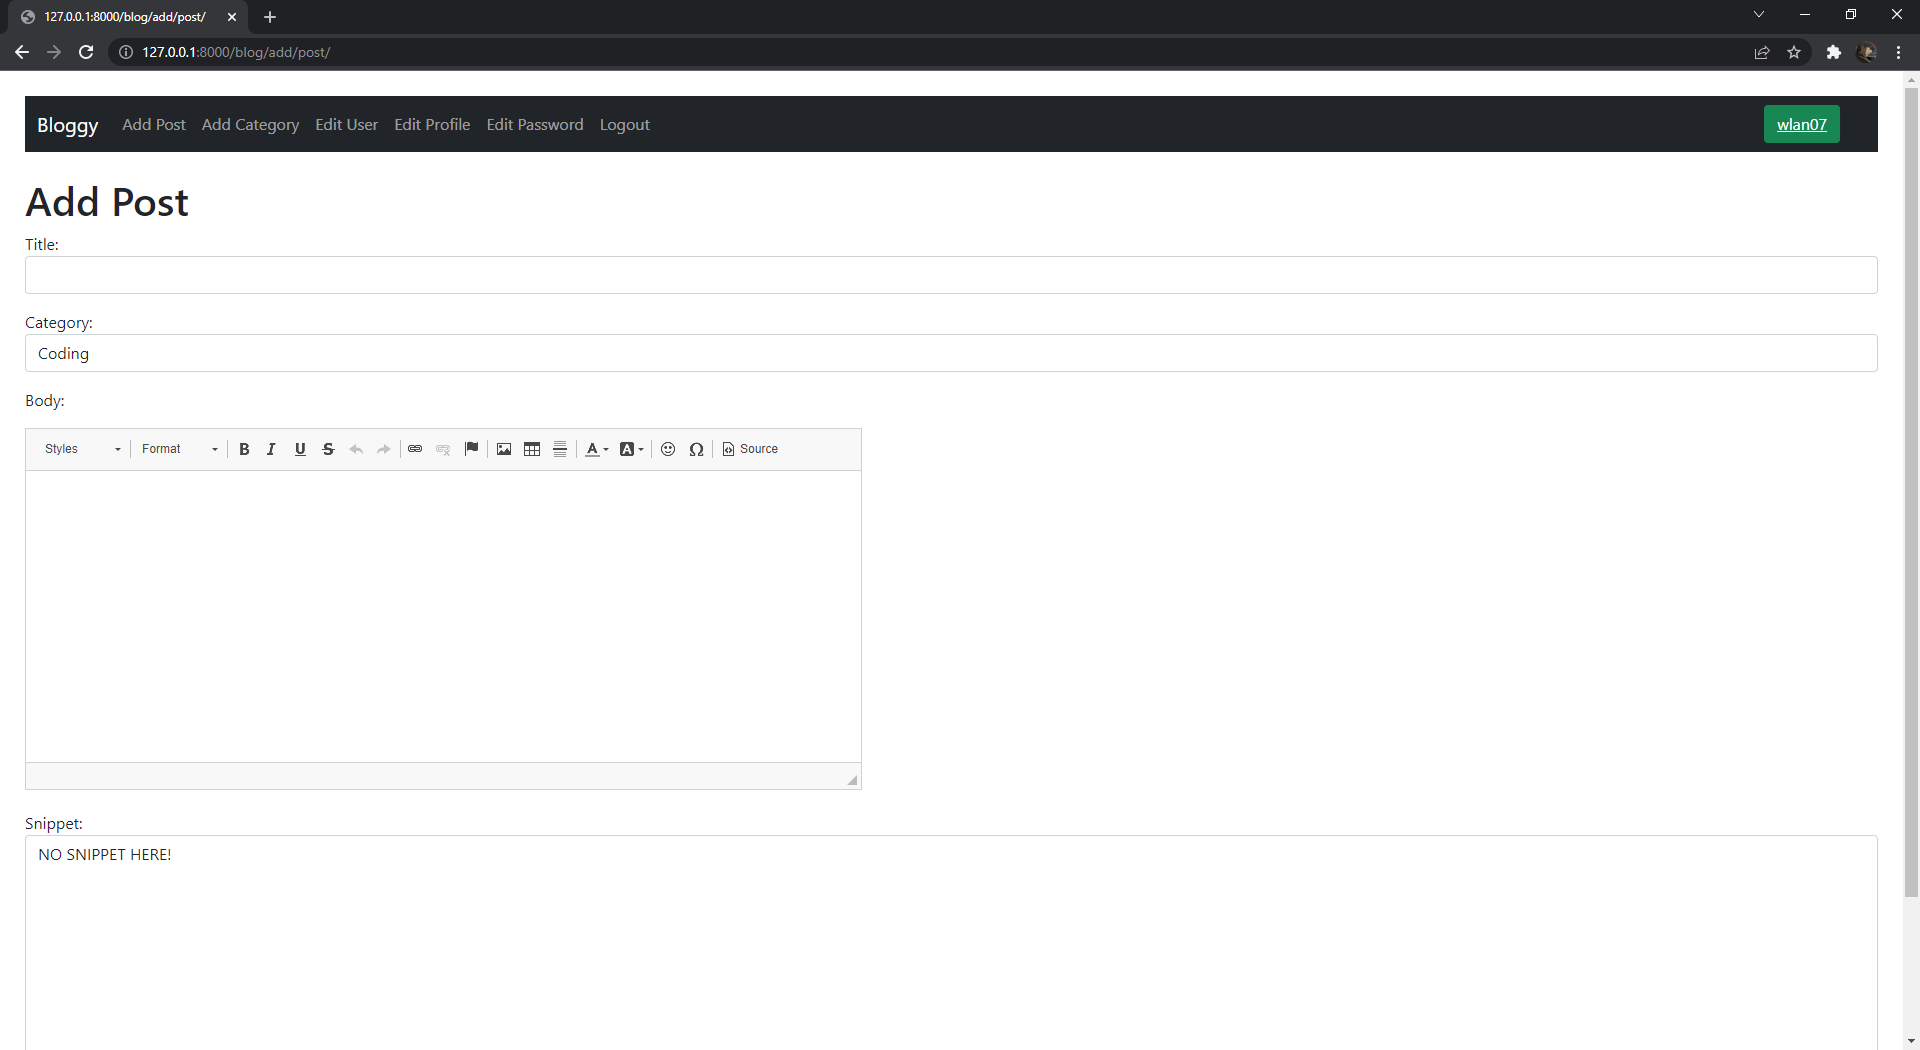 127.0.0.1:8000/blog/add/post/
127.0.0.1:8000/blog/add/post/
Bloggy Add Post Add Category Edit User Edit Profile Edit Password Logout wlan07
Add Post
Title:
Category:
Coding
Body:
Styles Format B I U S A A Ω Source
Snippet:
NO SNIPPET HERE!